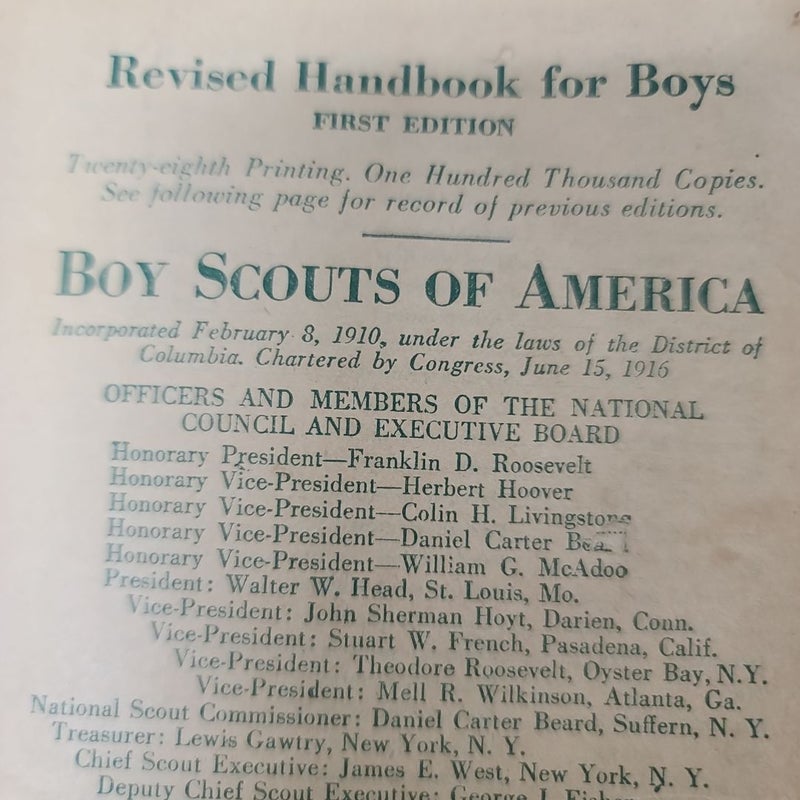 Revised Handbook for Boys
FIRST EDITION
Twenty-eighth Printing. One Hundred Thousand Copies.
See following page for record of previous editions.
BOY SCOUTS OF AMERICA
Incorporated February 8, 1910, under the laws of the District of
Columbia. Chartered by Congress, June 15, 1916
OFFICERS AND MEMBERS OF THE NATIONAL
COUNCIL AND EXECUTIVE BOARD
Honorary President—Franklin D. Roosevelt
Honorary Vice-President—Herbert Hoover
Honorary Vice-President—Colin H. Livingstone
Honorary Vice-President—Daniel Carter
Honorary Vice-President—William G. McAdoo
President: Walter W. Head, St. Louis, Mo.
Vice-President: John Sherman Hoyt, Darien, Conn.
Vice-President: Stuart W. French, Pasadena, Calif.
Vice-President: Theodore Roosevelt, Oyster Bay, N.Y.
Vice-President: Mell R. Wilkinson, Atlanta, Ga.
National Scout Commissioner: Daniel Carter Beard, Suffern, N. Y.
Treasurer: Lewis Gawtry, New York, N. Y.
Chief Scout Executive: James E. West, New York, N. Y.
Deputy Chief Scout Executive: George J.